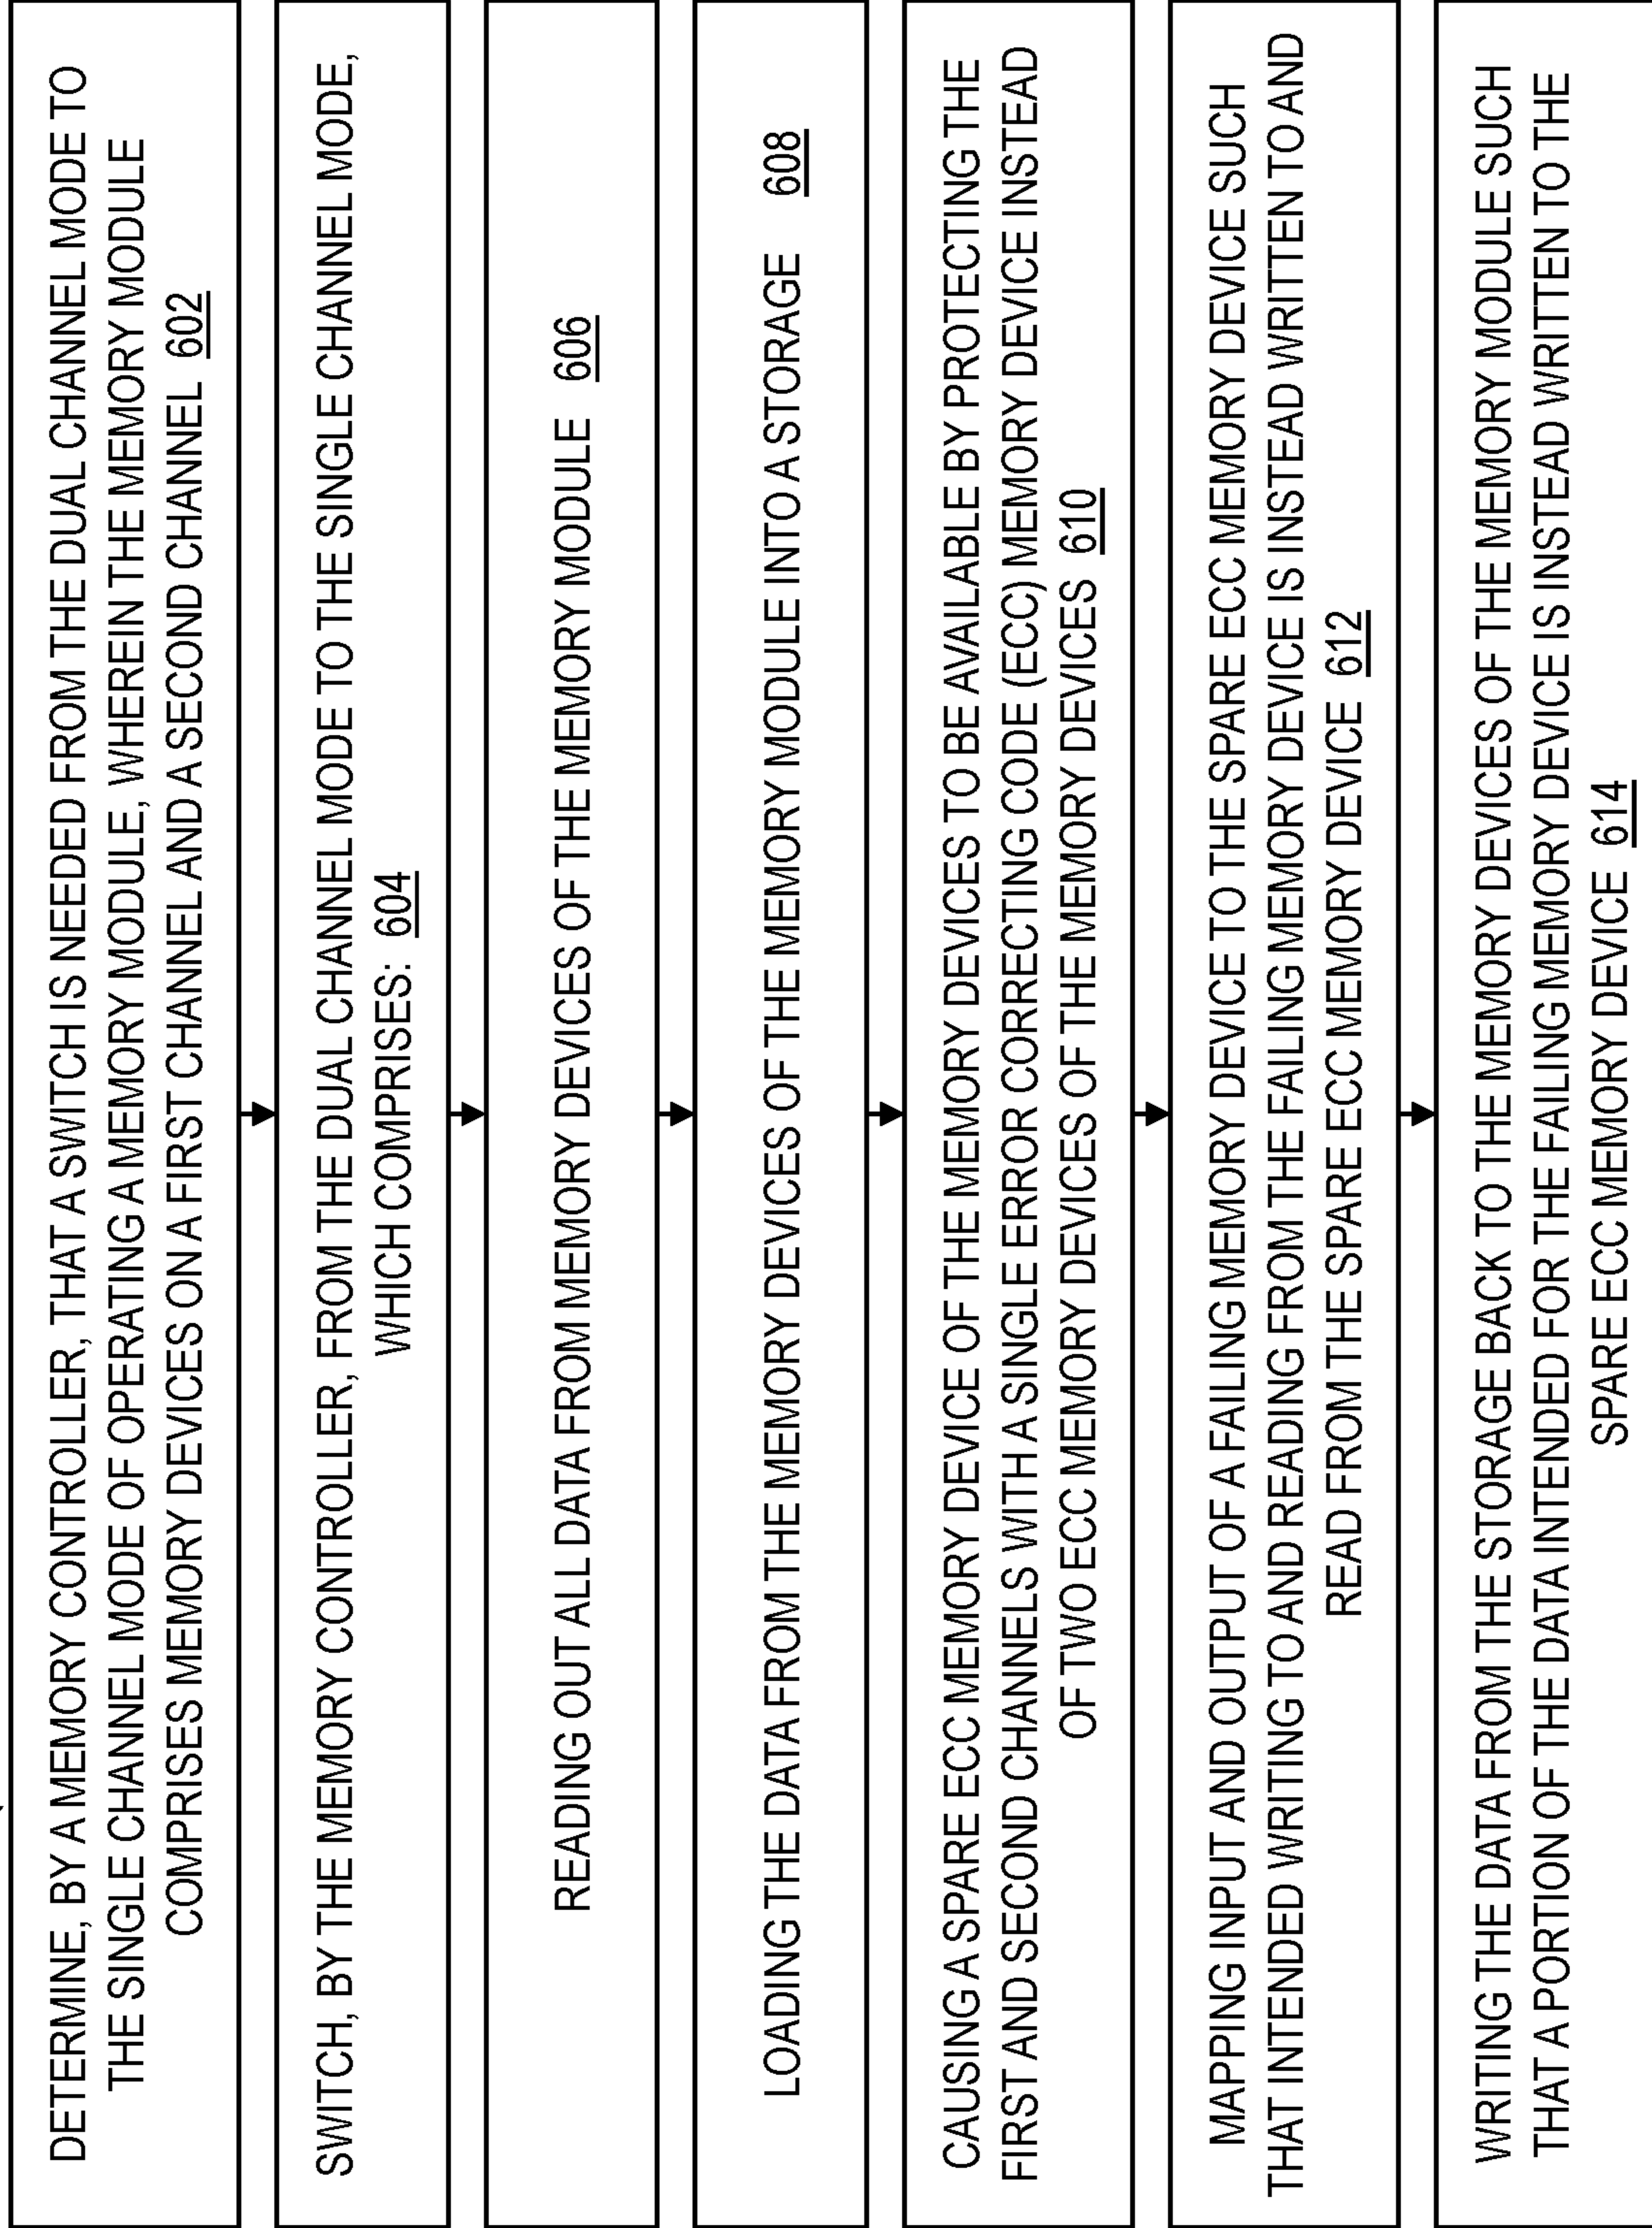 DETERMINE, BY A MEMORY CONTROLLER, THAT A SWITCH IS NEEDED FROM THE DUAL CHANNEL MODE TO
THE SINGLE CHANNEL MODE OF OPERATING A MEMORY MODULE, WHEREIN THE MEMORY MODULE
COMPRISES MEMORY DEVICES ON A FIRST CHANNEL AND A SECOND CHANNEL 602
SWITCH, BY THE MEMORY CONTROLLER, FROM THE DUAL CHANNEL MODE TO THE SINGLE CHANNEL MODE,
WHICH COMPRISES: 604
READING OUT ALL DATA FROM MEMORY DEVICES OF THE MEMORY MODULE 606
LOADING THE DATA FROM THE MEMORY DEVICES OF THE MEMORY MODULE INTO A STORAGE 608
CAUSING A SPARE ECC MEMORY DEVICE OF THE MEMORY DEVICES TO BE AVAILABLE BY PROTECTING THE
FIRST AND SECOND CHANNELS WITH A SINGLE ERROR CORRECTING CODE (ECC) MEMORY DEVICE INSTEAD
OF TWO ECC MEMORY DEVICES OF THE MEMORY DEVICES 610
MAPPING INPUT AND OUTPUT OF A FAILING MEMORY DEVICE TO THE SPARE ECC MEMORY DEVICE SUCH
THAT INTENDED WRITING TO AND READING FROM THE FAILING MEMORY DEVICE IS INSTEAD WRITTEN TO AND
READ FROM THE SPARE ECC MEMORY DEVICE 612
WRITING THE DATA FROM THE STORAGE BACK TO THE MEMORY DEVICES OF THE MEMORY MODULE SUCH
THAT A PORTION OF THE DATA INTENDED FOR THE FAILING MEMORY DEVICE IS INSTEAD WRITTEN TO THE
SPARE ECC MEMORY DEVICE 614